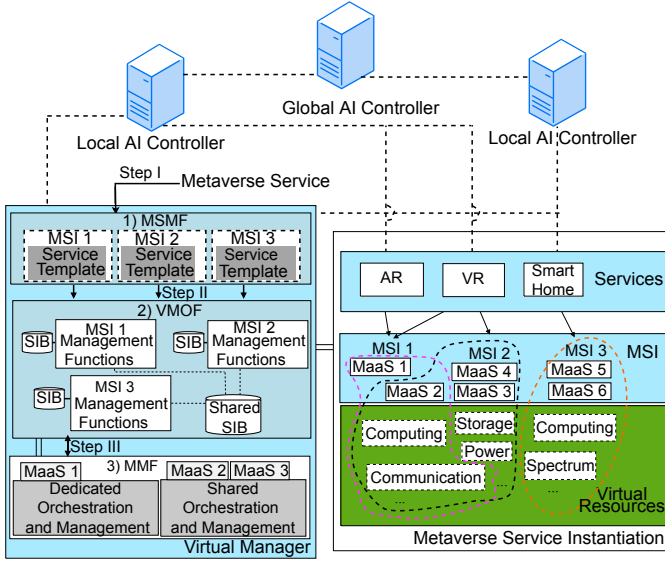 Global AI Controller
Local AI Controller
Local AI Controller
Step I
Metaverse Service
1) MSMF
MSI 1
Service
Template
MSI 2
Service
Template
MSI 3
Service
Template
Step II
2) VMOF
SIB
MSI 1
Management
Functions
SIB
MSI 2
Management
Functions
SIB
MSI 3
Management
Functions
Shared
SIB
Step III
3) MMF
MaaS 1
MaaS 2
MaaS 3
Dedicated
Orchestration
and Management
Shared
Orchestration
and Management
Virtual Manager
AR
VR
Smart
Home
Services
MSI
MSI 1
MaaS 1
MaaS 2
MSI 2
MaaS 4
MaaS 3
MSI 3
MaaS 5
MaaS 6
Computing
Storage
Power
Communication
...
...
Computing
Spectrum
...
Virtual
Resources
Metaverse Service Instantiation